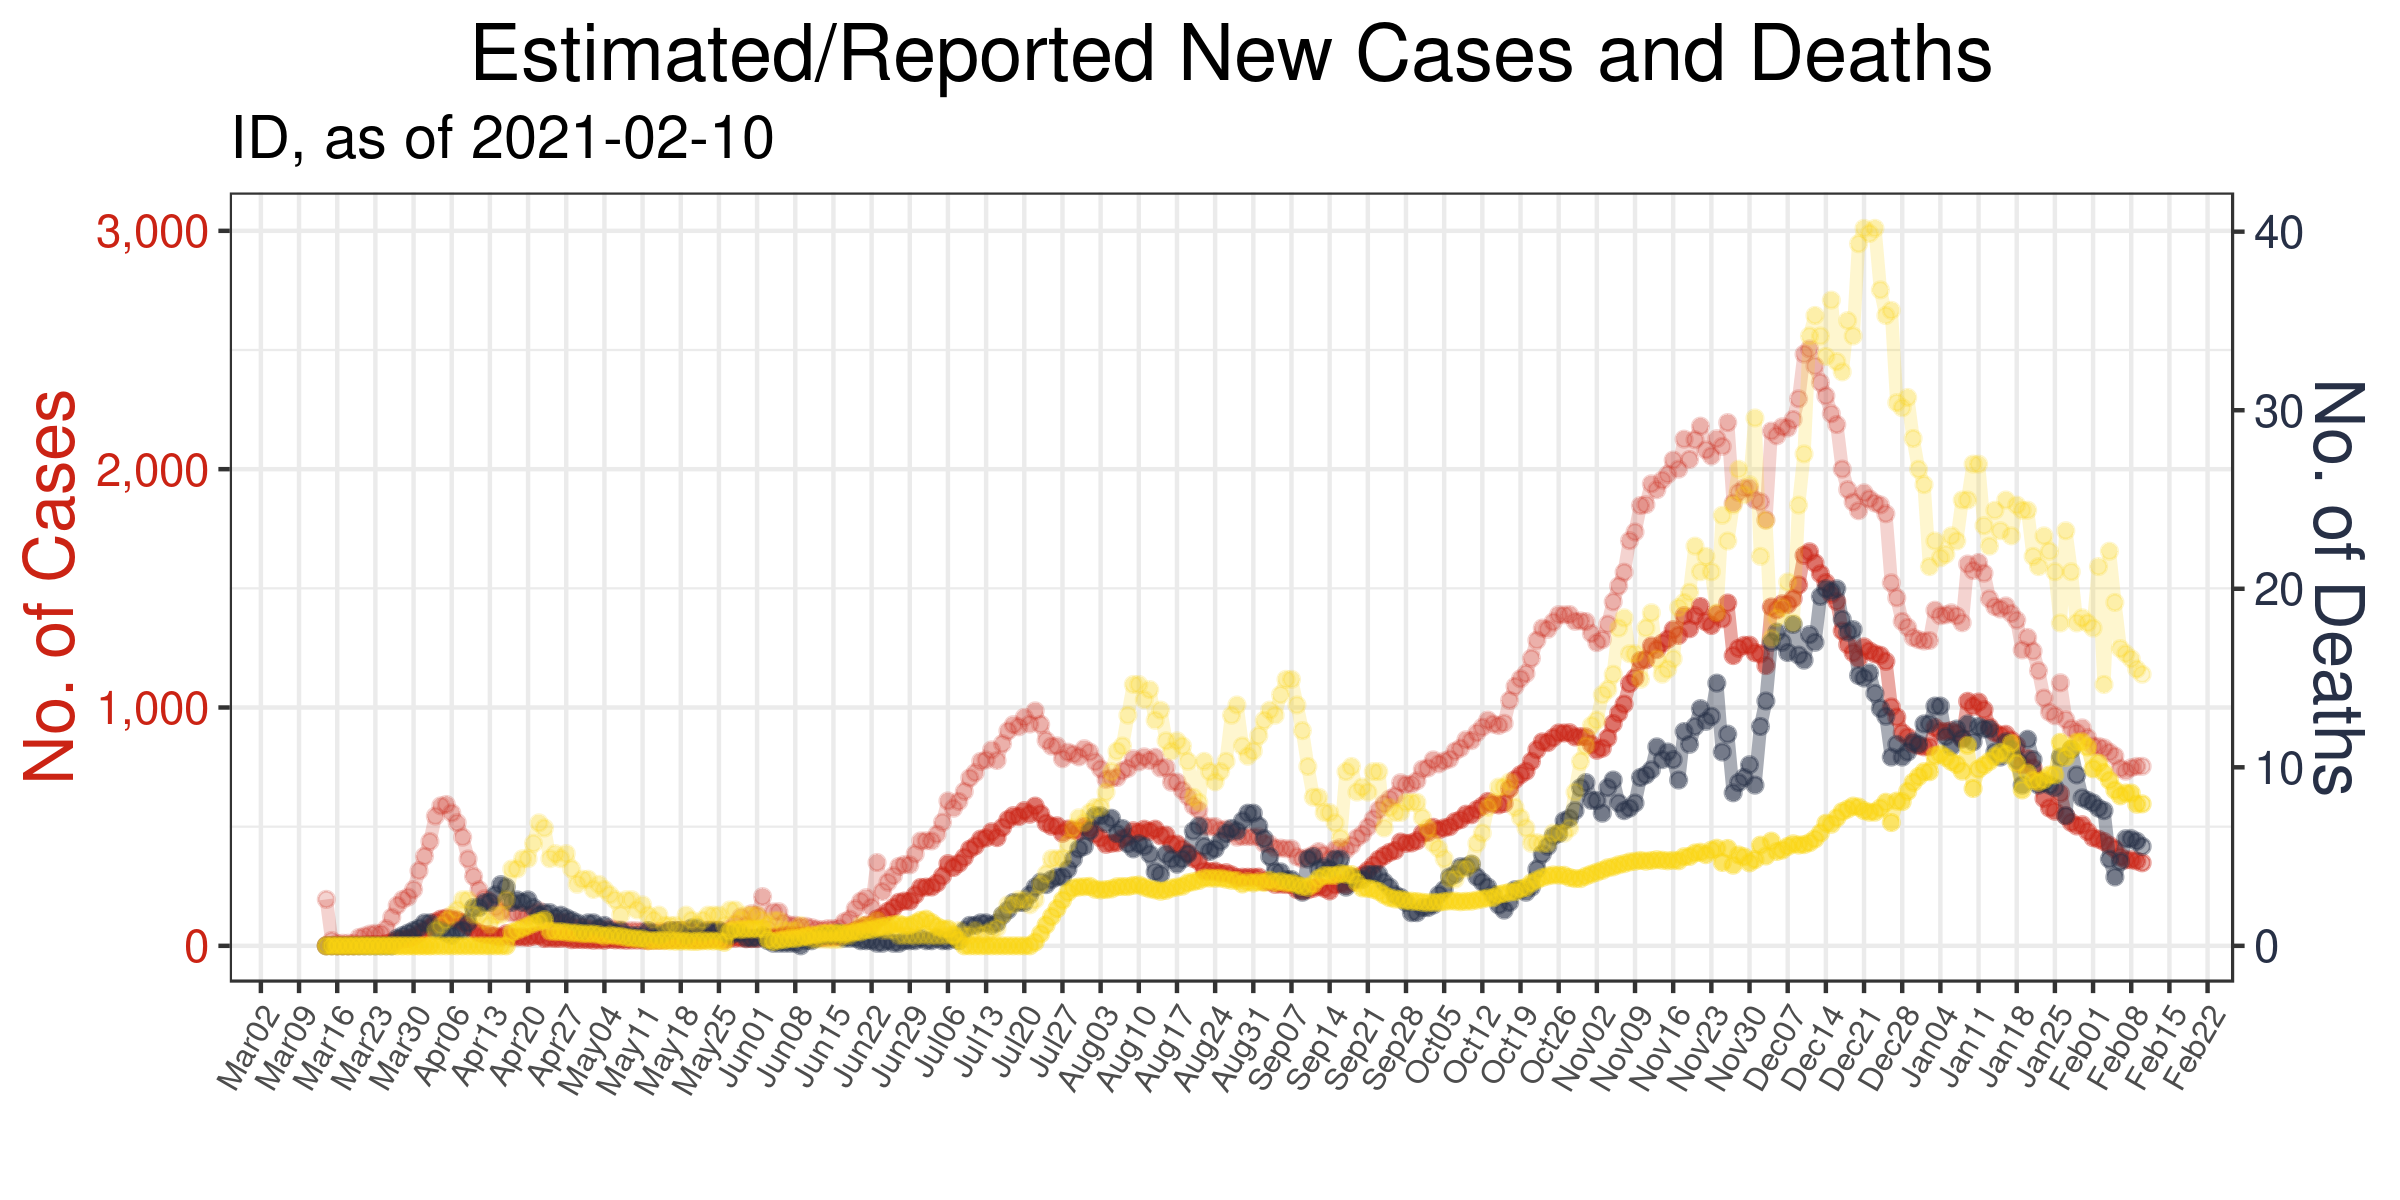 Estimated/Reported New Cases and Deaths
ID, as of 2021-02-10
No. of Cases
3,000
2,000
1,000
0
40
30
20
10
0
No. of Deaths
Mar02
Mar09
Mar16
Mar23
Mar30
Apr06
Apr13
Apr20
Apr27
May04
May11
May18
May25
Jun01
Jun08
Jun15
Jun22
Jun29
Jul06
Jul13
Jul20
Jul27
Aug03
Aug10
Aug17
Aug24
Aug31
Sep07
Sep14
Sep21
Sep28
Oct05
Oct12
Oct19
Oct26
Nov02
Nov09
Nov16
Nov23
Nov30
Dec07
Dec14
Dec21
Dec28
Jan04
Jan11
Jan18
Jan25
Feb01
Feb08
Feb15
Feb22